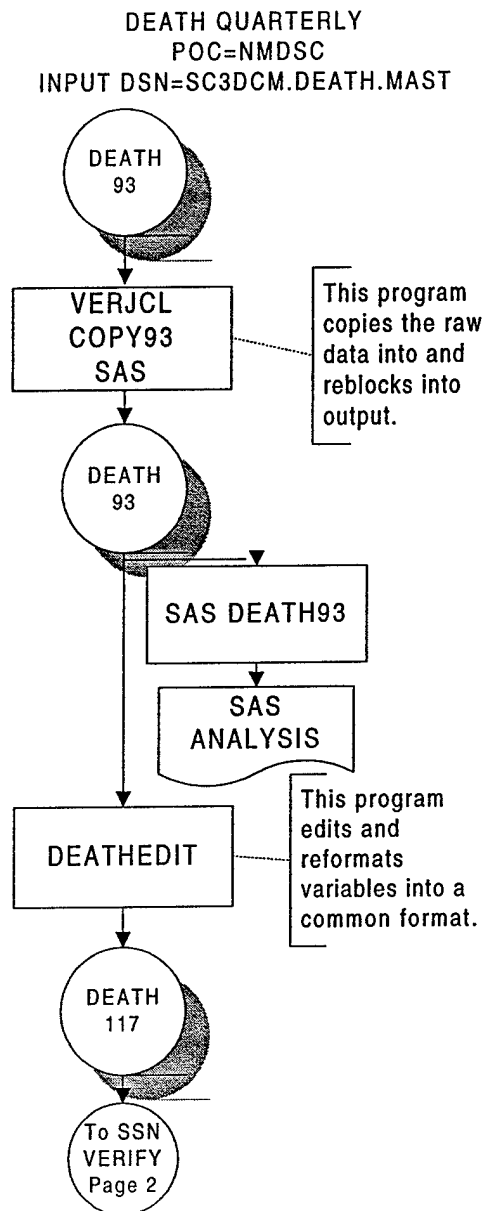 DEATH QUARTERLY
POC=NMDSC
INPUT DSN=SC3DCM.DEATH.MAST
DEATH
93
VERJCL
COPY93
SAS
This program
copies the raw
data into and
reblocks into
output.
DEATH
93
SAS DEATH93
SAS
ANALYSIS
DEATHEDIT
This program
edits and
reformats
variables into a
common format.
DEATH
117
To SSN
VERIFY
Page 2